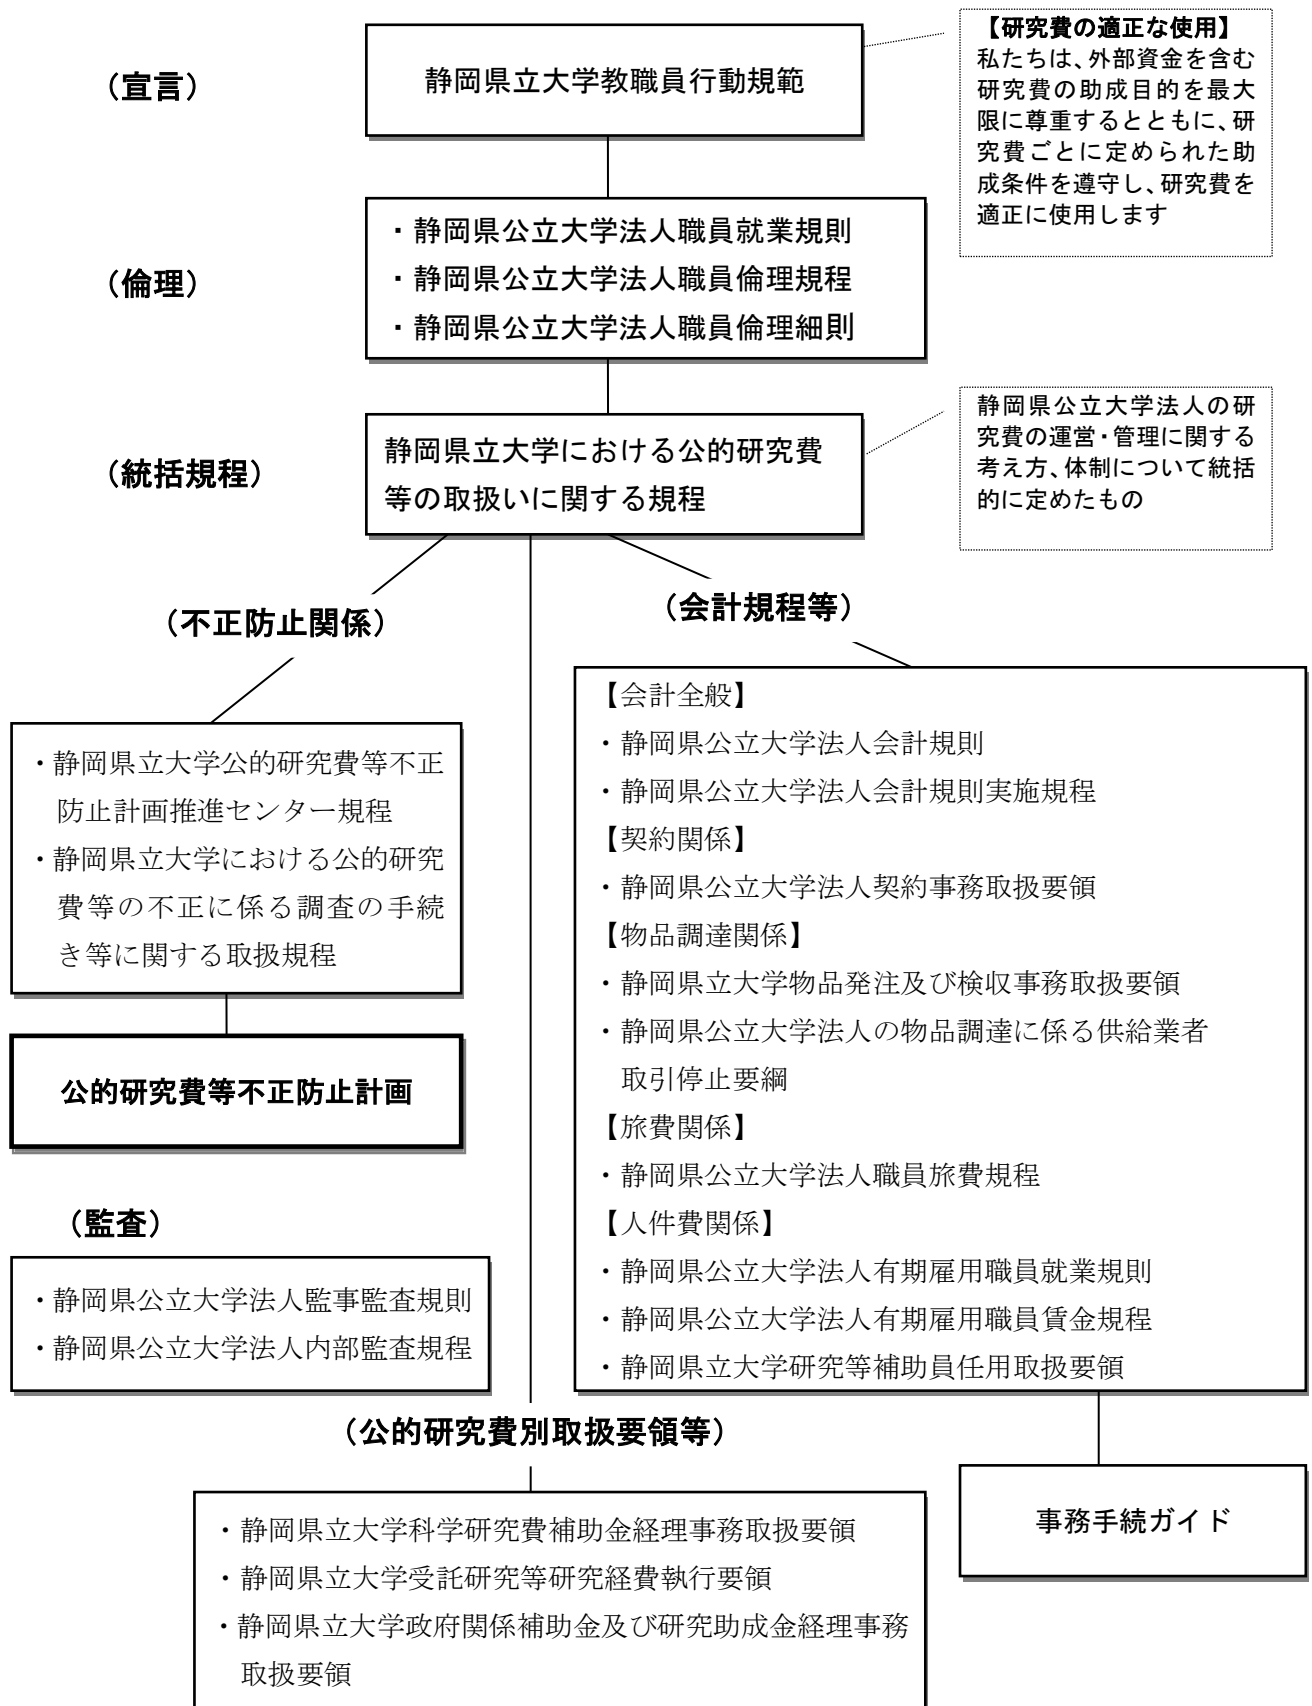 （宣言）
静岡県立大学教職員行動規範
【研究費の適正な使用】
私たちは、外部資金を含む
研究費の助成目的を最大
限に尊重するとともに、研
究費ごとに定められた助
成条件を遵守し、研究費を
適正に使用します
（倫理）
・静岡県公立大学法人職員就業規則
・静岡県公立大学法人職員倫理規程
・静岡県公立大学法人職員倫理細則
（統括規程）
静岡県立大学における公的研究費
等の取扱いに関する規程
静岡県公立大学法人の研
究費の運営・管理に関する
考え方、体制について統括
的に定めたもの
（不正防止関係）
・静岡県立大学公的研究費等不正
防止計画推進センター規程
・静岡県立大学における公的研究
費等の不正に係る調査の手続
き等に関する取扱規程
公的研究費等不正防止計画
（監査）
・静岡県公立大学法人監事監査規則
・静岡県公立大学法人内部監査規程
（会計規程等）
【会計全般】
・静岡県公立大学法人会計規則
・静岡県公立大学法人会計規則実施規程
【契約関係】
・静岡県公立大学法人契約事務取扱要領
【物品調達関係】
・静岡県立大学物品発注及び検収事務取扱要領
・静岡県公立大学法人の物品調達に係る供給業者
取引停止要綱
【旅費関係】
・静岡県公立大学法人職員旅費規程
【人件費関係】
・静岡県公立大学法人有期雇用職員就業規則
・静岡県公立大学法人有期雇用職員賃金規程
・静岡県立大学研究等補助員任用取扱要領
事務手続ガイド
（公的研究費別取扱要領等）
・静岡県立大学科学研究費補助金経理事務取扱要領
・静岡県立大学受託研究等研究経費執行要領
・静岡県立大学政府関係補助金及び研究助成金経理事務
取扱要領